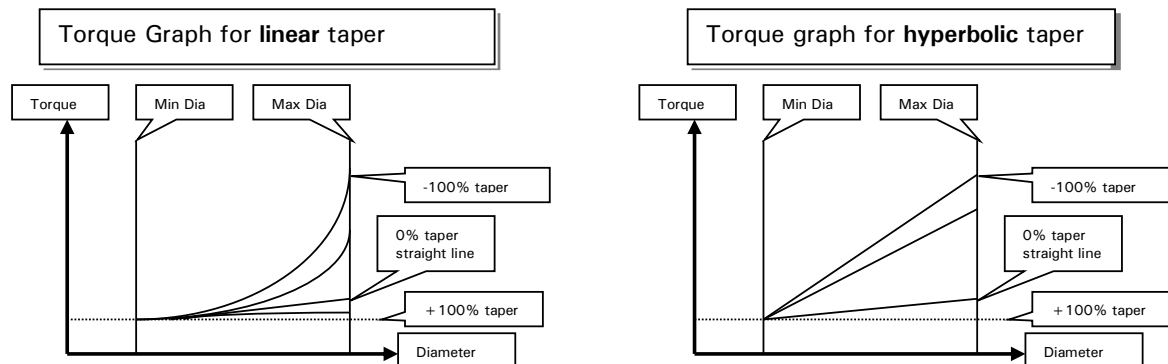 Torque Graph for linear taper
Torque
Min Dia
Max Dia
-100% taper
0% taper
straight line
+100% taper
Diameter
Torque graph for hyperbolic taper
Torque
Min Dia
Max Dia
-100% taper
0% taper
straight line
+100% taper
Diameter